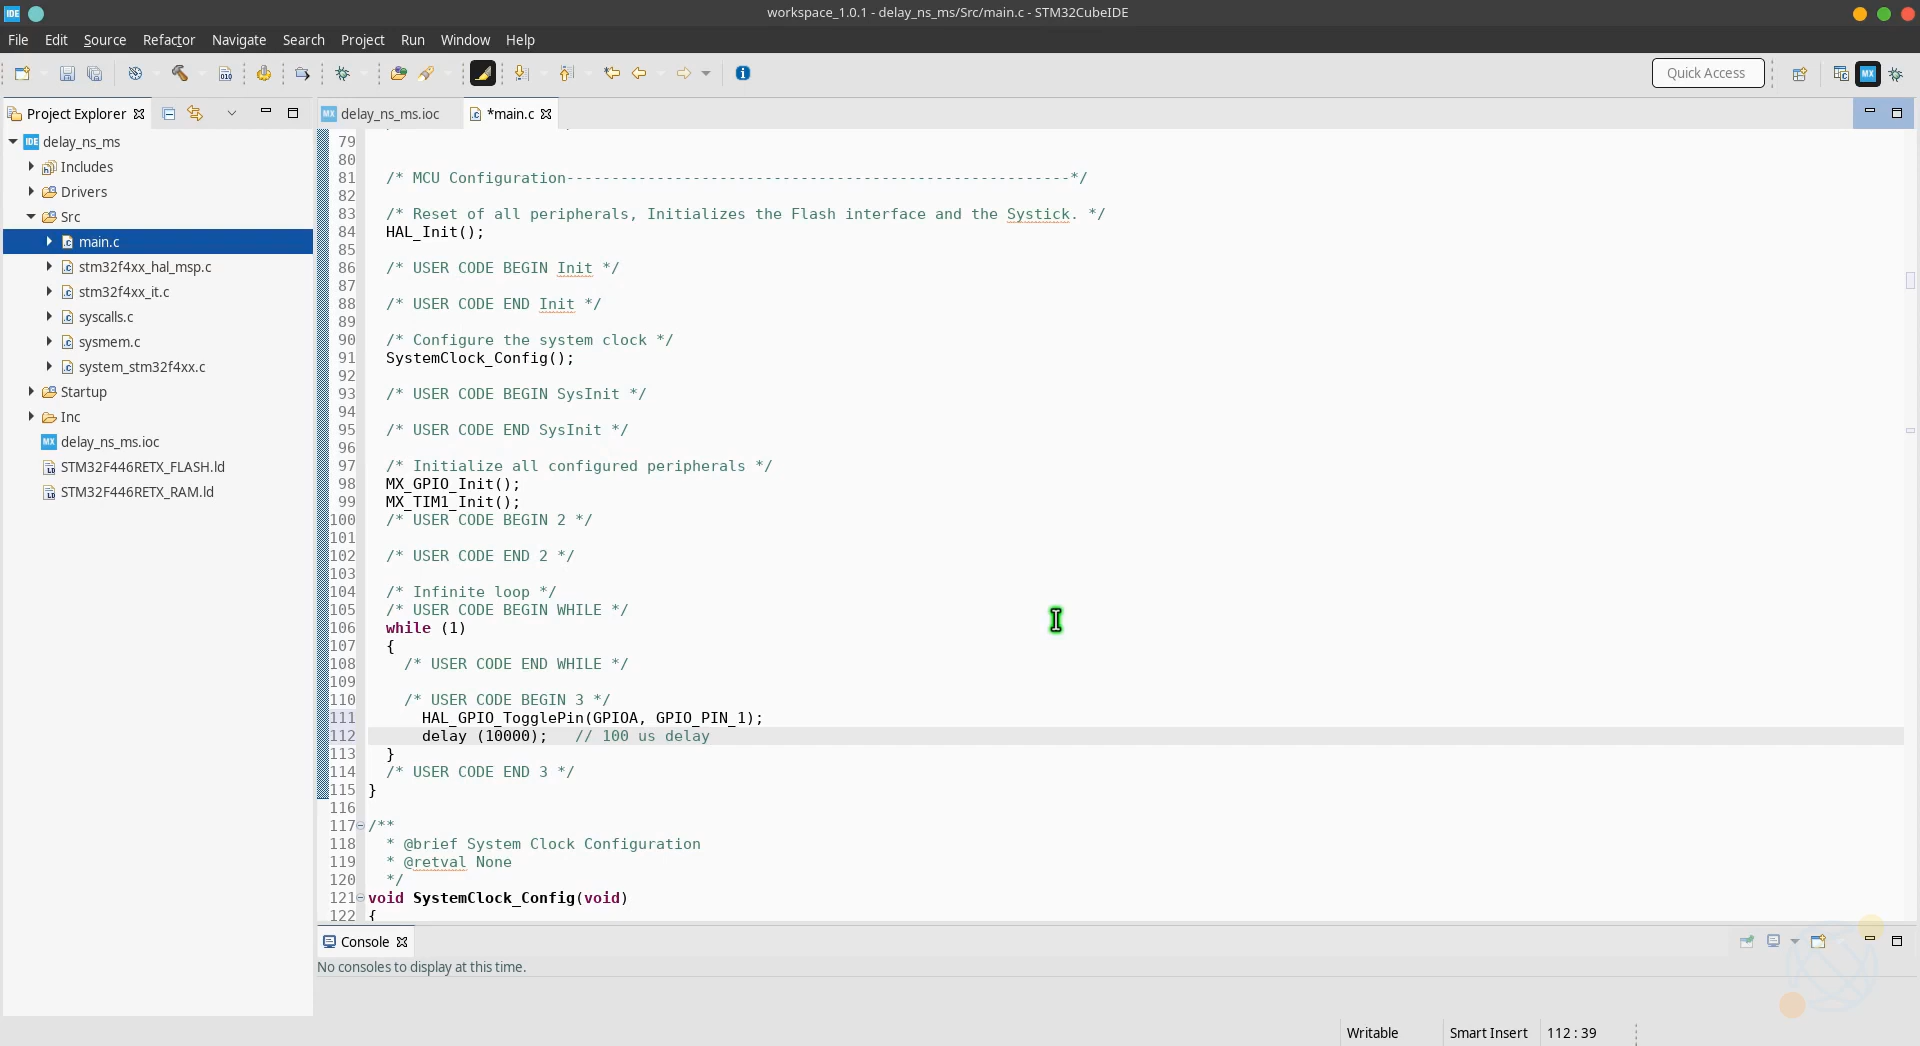 IDE
workspace_1.0.1 - delay_ns_ms/Src/main.c - STM32CubeIDE
File Edit Source Refactor Navigate Search Project Run Window Help
010
Quick Access
MX
Project Explorer
MX delay_ns_ms.ioc
*main.c
IDE delay_ns_ms
Includes
Drivers
Src
main.c
stm32f4xx_hal_msp.c
stm32f4xx_it.c
syscalls.c
sysmem.c
system_stm32f4xx.c
Startup
Inc
MX delay_ns_ms.ioc
STM32F446RETX_FLASH.ld
STM32F446RETX_RAM.ld
79
80
81 /* MCU Configuration--------------------------------------------------------*/
82
83 /* Reset of all peripherals, Initializes the Flash interface and the Systick. */
84 HAL_Init();
85
86 /* USER CODE BEGIN Init */
87
88 /* USER CODE END Init */
89
90 /* Configure the system clock */
91 SystemClock_Config();
92
93 /* USER CODE BEGIN SysInit */
94
95 /* USER CODE END SysInit */
96
97 /* Initialize all configured peripherals */
98 MX_GPIO_Init();
99 MX_TIM1_Init();
100 /* USER CODE BEGIN 2 */
101
102 /* USER CODE END 2 */
103
104 /* Infinite loop */
105 /* USER CODE BEGIN WHILE */
106 while (1)
107 {
108 /* USER CODE END WHILE */
109
110 /* USER CODE BEGIN 3 */
111 HAL_GPIO_TogglePin(GPIOA, GPIO_PIN_1);
112 delay (10000); // 100 us delay
113 }
114 /* USER CODE END 3 */
115 }
116
117 /**
118 * @brief System Clock Configuration
119 * @retval None
120 */
121 void SystemClock_Config(void)
122 {
Console
No consoles to display at this time.
Writable Smart Insert 112 : 39